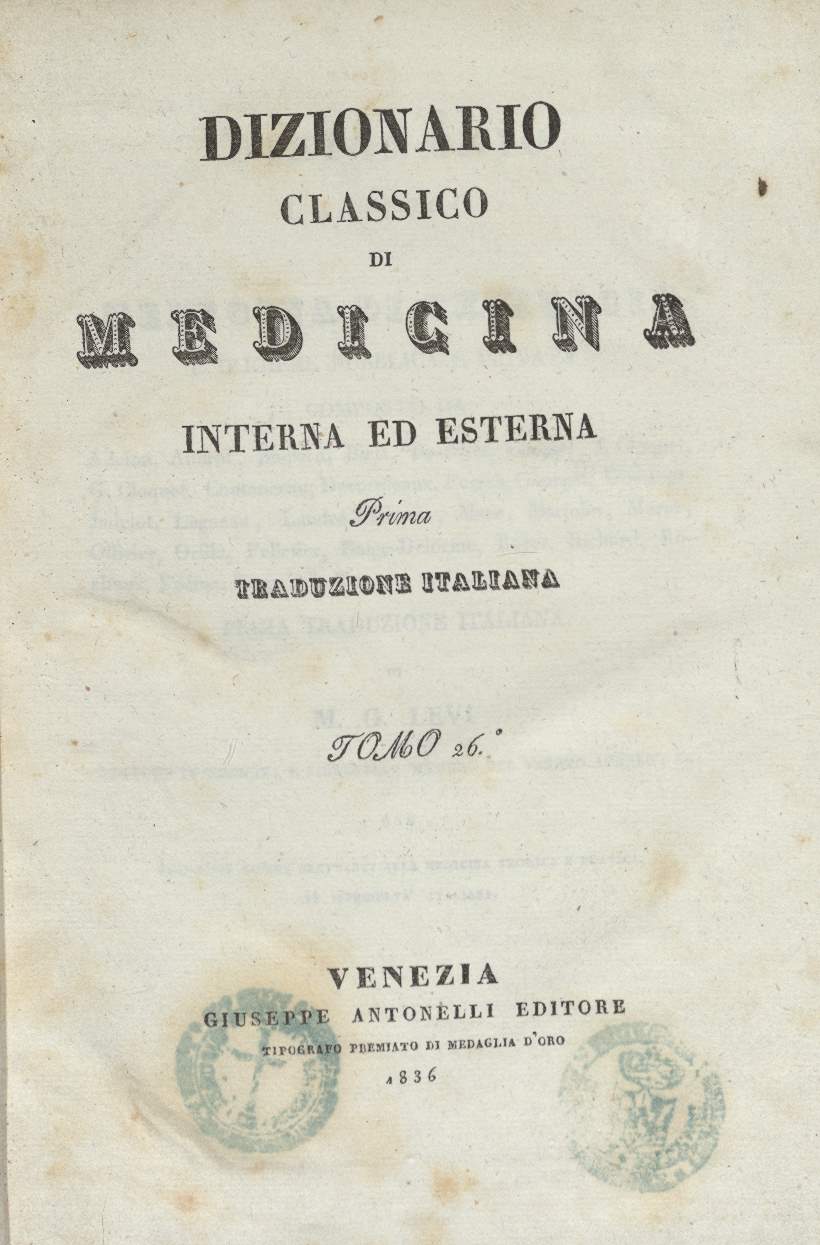 DIZIONARIO
CLASSICO
DI
MEDICINA
INTERNA ED ESTERNA
Prima
TRADUZIONE ITALIANA
TOMO 26.°
VENEZIA
GIUSEPPE ANTONELLI EDITORE
TIPOGRAFO PREMIATO DI MEDAGLIA D'ORO
1836